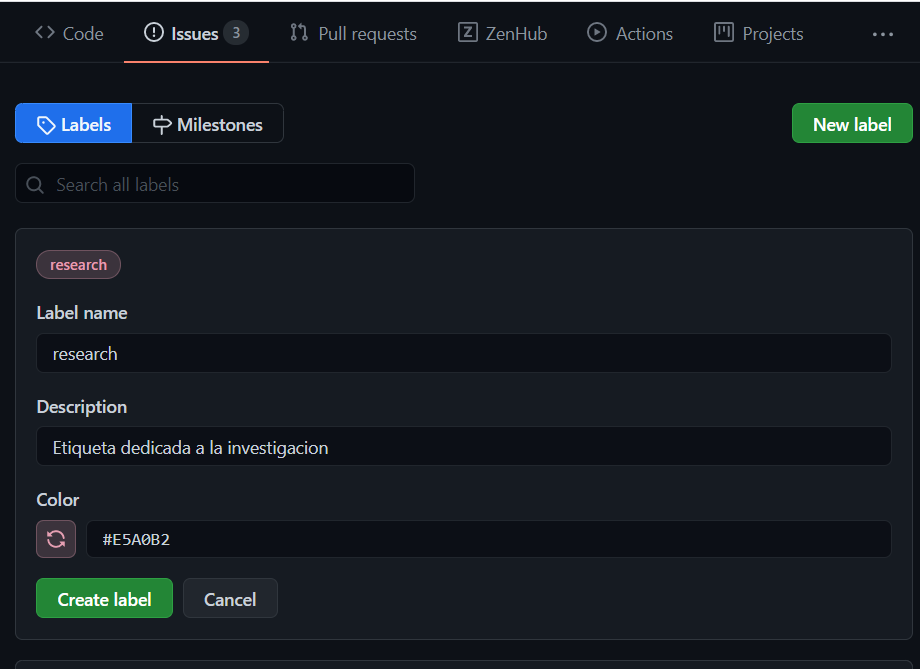 Code Issues 3 Pull requests ZenHub Actions Projects ...
Labels Milestones New label
Search all labels
research
Label name
research
Description
Etiqueta dedicada a la investigacion
Color
#E5A0B2
Create label Cancel